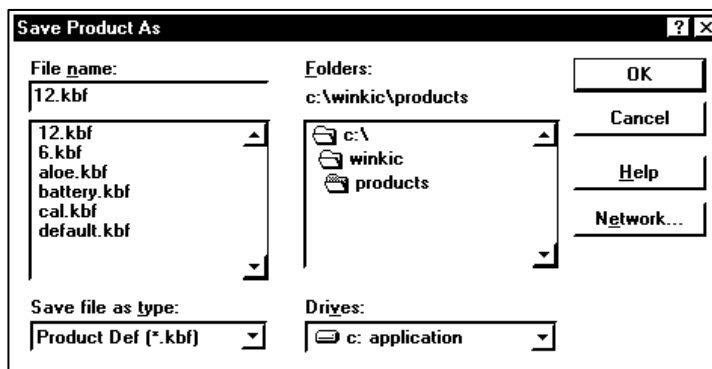 Save Product As
File name:
12.kbf
12.kbf
6.kbf
aloe.kbf
battery.kbf
cal.kbf
default.kbf
Save file as type:
Product Def (*.kbf)
Folders:
c:\winkic\products
c:\
winkic
products
Drives:
c: application
OK
Cancel
Help
Network...